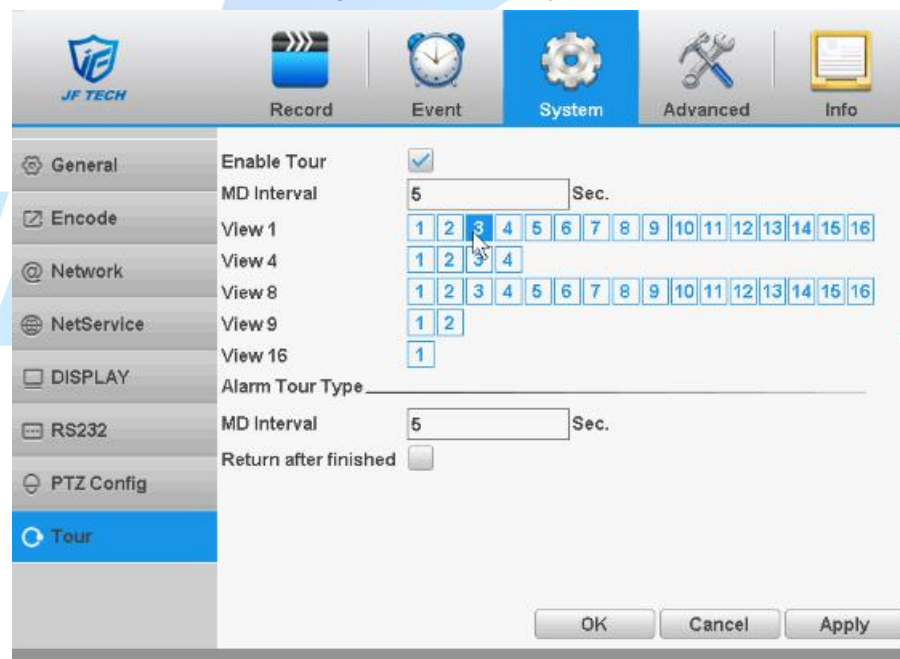 JF TECH
Record Event System Advanced Info
General
Encode
Network
NetService
DISPLAY
RS232
PTZ Config
Tour
Enable Tour
MD Interval 5 Sec.
View 1 1 2 3 4 5 6 7 8 9 10 11 12 13 14 15 16
View 4 1 2 3 4
View 8 1 2 3 4 5 6 7 8 9 10 11 12 13 14 15 16
View 9 1 2
View 16 1
Alarm Tour Type
MD Interval 5 Sec.
Return after finished
OK Cancel Apply